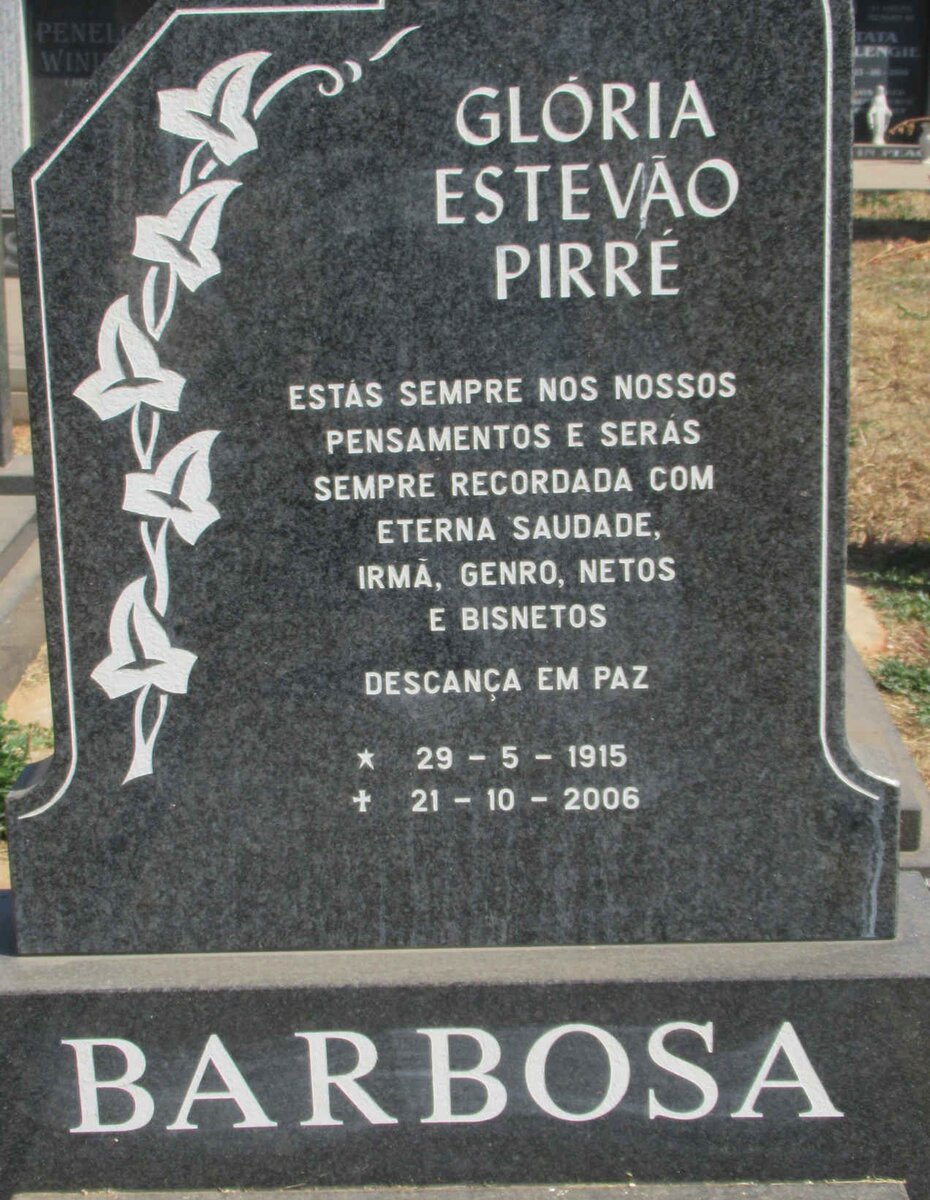 GLÓRIA
ESTEVÃO
PIRRÉ
ESTÁS SEMPRE NOS NOSSOS
PENSAMENTOS E SERÁS
SEMPRE RECORDADA COM
ETERNA SAUDADE,
IRMÃ, GENRO, NETOS
E BISNETOS
DESCANÇA EM PAZ
★ 29 - 5 - 1915
✝ 21 - 10 - 2006
BARBOSA
TATA